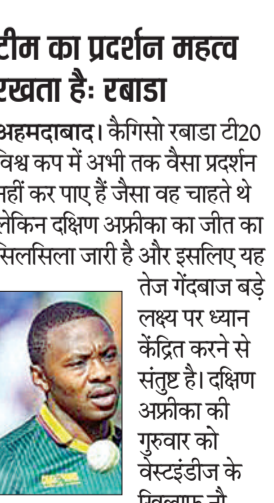 टीम का प्रदर्शन महत्व
रखता हैः रबाडा
अहमदाबाद। कैगिसो रबाडा टी20
विश्व कप में अभी तक वैसा प्रदर्शन
नहीं कर पाए हैं जैसा वह चाहते थे
लेकिन दक्षिण अफ्रीका का जीत का
सिलसिला जारी है और इसलिए यह
तेज गेंदबाज बड़े
लक्ष्य पर ध्यान
केंद्रित करने से
संतुष्ट है। दक्षिण
अफ्रीका की
गुरुवार को
वेस्टइंडीज के